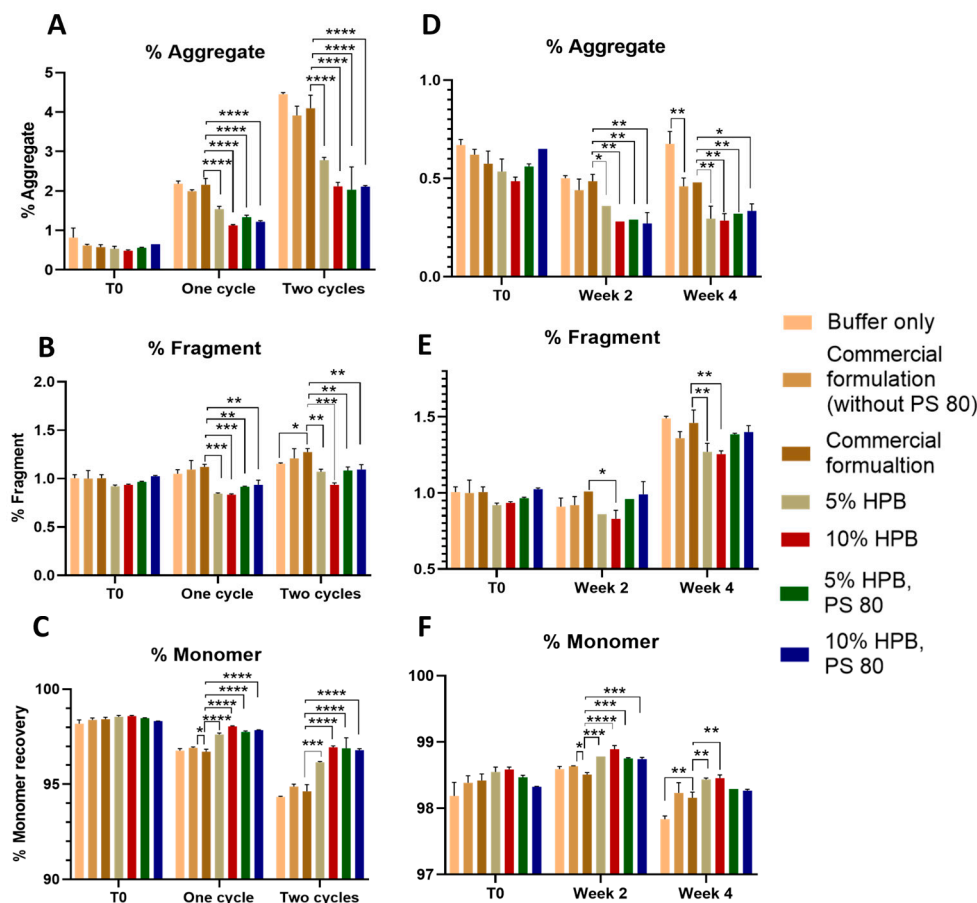 A
% Aggregate
% Aggregate
5
4
3
2
1
0
****
****
****
****
****
****
****
****
T0
One cycle
Two cycles
B
% Fragment
% Fragment
2.0
1.5
1.0
0.5
0.0
**
**
***
***
**
**
***
**
*
T0
One cycle
Two cycles
C
% Monomer
% Monomer recovery
100
95
90
****
****
****
****
*
****
****
****
***
T0
One cycle
Two cycles
D
% Aggregate
1.0
0.5
0.0
**
**
**
*
**
*
**
**
**
T0
Week 2
Week 4
E
% Fragment
1.5
1.0
0.5
*
**
**
T0
Week 2
Week 4
F
% Monomer
100
99
98
97
***
***
****
***
*
**
**
**
T0
Week 2
Week 4
Buffer only
Commercial
formulation
(without PS 80)
Commercial
formualtion
5% HPB
10% HPB
5% HPB,
PS 80
10% HPB,
PS 80